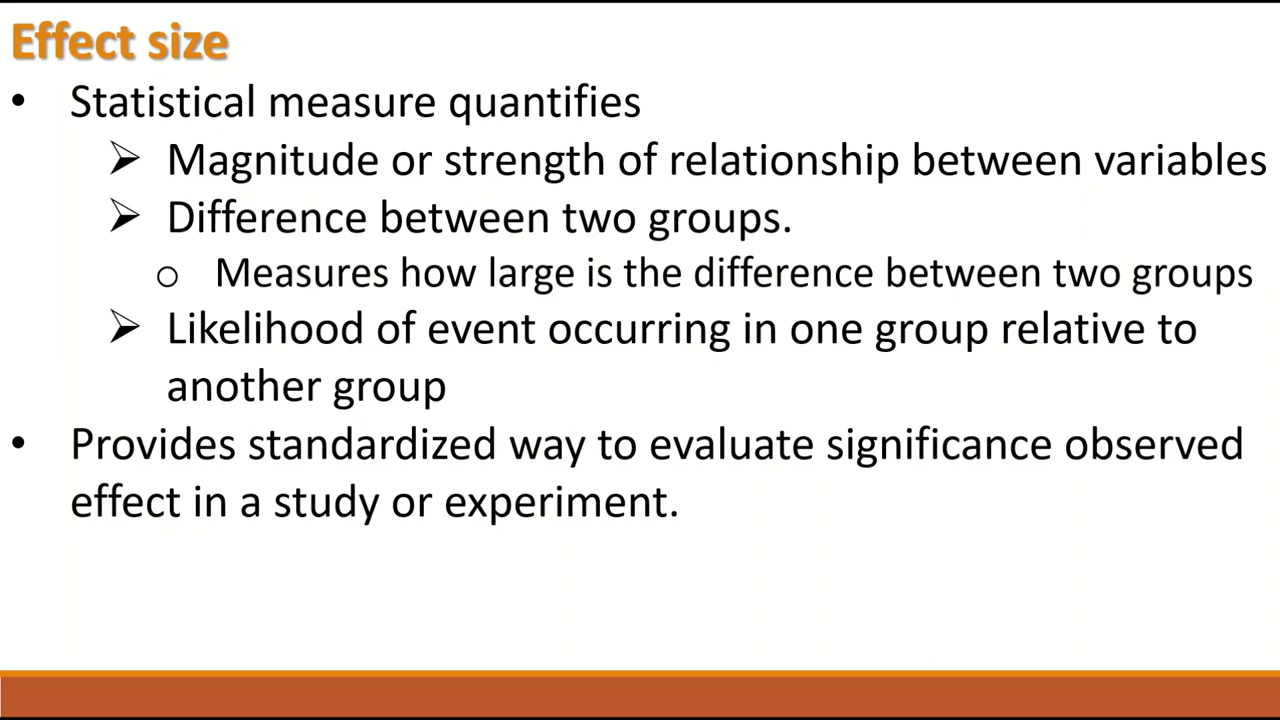 Effect size
• Statistical measure quantifies
➢ Magnitude or strength of relationship between variables
➢ Difference between two groups.
o Measures how large is the difference between two groups
➢ Likelihood of event occurring in one group relative to
another group
• Provides standardized way to evaluate significance observed
effect in a study or experiment.